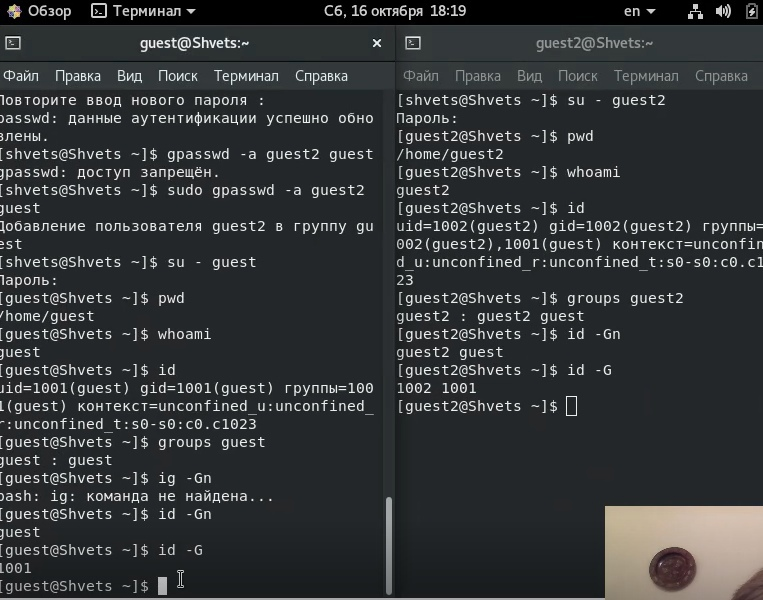 Обзор Терминал Сб, 16 октября 18:19 en
guest@Shvets:~ ×
Файл Правка Вид Поиск Терминал Справка
Повторите ввод нового пароля :
passwd: данные аутентификации успешно обно
влены.
[shvets@Shvets ~]$ gpasswd -a guest2 guest
gpasswd: доступ запрещён.
[shvets@Shvets ~]$ sudo gpasswd -a guest2
guest
Добавление пользователя guest2 в группу gu
est
[shvets@Shvets ~]$ su - guest
Пароль:
[guest@Shvets ~]$ pwd
/home/guest
[guest@Shvets ~]$ whoami
guest
[guest@Shvets ~]$ id
uid=1001(guest) gid=1001(guest) группы=100
1(guest) контекст=unconfined_u:unconfined_
r:unconfined_t:s0-s0:c0.c1023
[guest@Shvets ~]$ groups guest
guest : guest
[guest@Shvets ~]$ ig -Gn
bash: ig: команда не найдена...
[guest@Shvets ~]$ id -Gn
guest
[guest@Shvets ~]$ id -G
1001
[guest@Shvets ~]$
guest2@Shvets:~
Файл Правка Вид Поиск Терминал Справка
[shvets@Shvets ~]$ su - guest2
Пароль:
[guest2@Shvets ~]$ pwd
/home/guest2
[guest2@Shvets ~]$ whoami
guest2
[guest2@Shvets ~]$ id
uid=1002(guest2) gid=1002(guest2) группы=
002(guest2),1001(guest) контекст=unconfin
d_u:unconfined_r:unconfined_t:s0-s0:c0.c1
23
[guest2@Shvets ~]$ groups guest2
guest2 : guest2 guest
[guest2@Shvets ~]$ id -Gn
guest2 guest
[guest2@Shvets ~]$ id -G
1002 1001
[guest2@Shvets ~]$